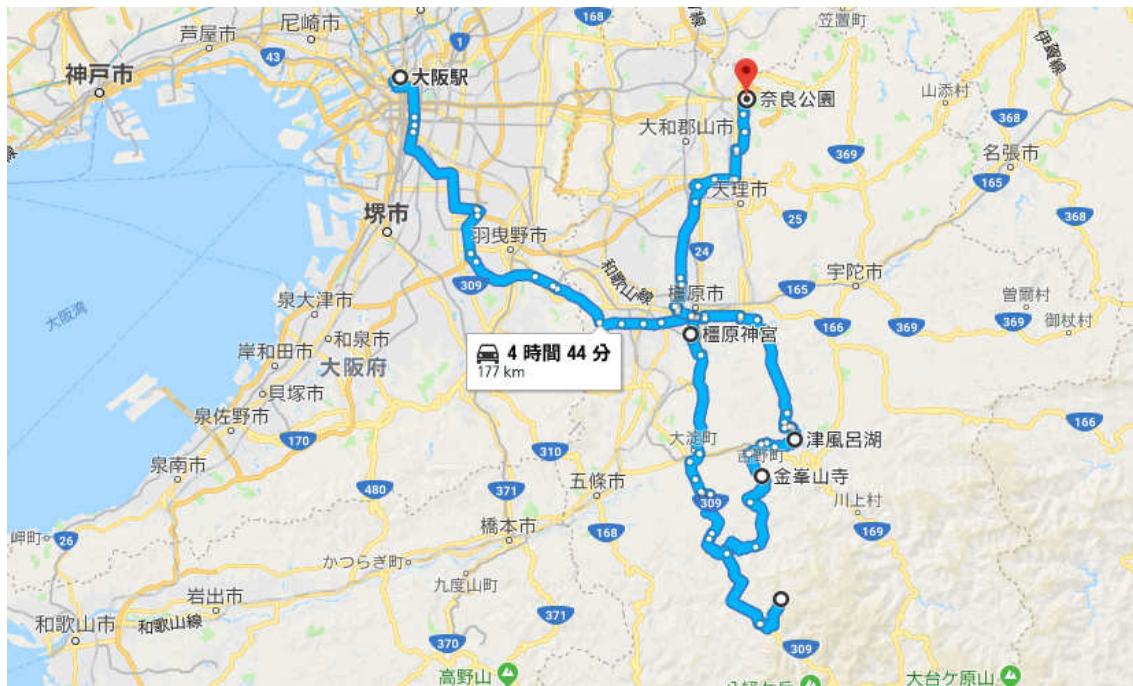 168
笠置町
尼崎市
芦屋市
1
伊賀線
43
神戸市
大阪駅
奈良公園
山添村
大和郡山市
368
369
名張市
165
天理市
堺市
25
368
羽曳野市
24
和歌山線
宇陀市
309
165
曽爾村
泉大津市
橿原市
369
御杖村
大阪湾
166
和泉市
橿原神宮
岸和田市
4 時間 44 分
177 km
大阪府
貝塚市
泉佐野市
166
170
大淀町
津風呂湖
310
吉野町
泉南市
金峯山寺
五條市
480
371
309
川上村
岬町
26
橋本市
168
169
かつらぎ町
九度山町
岩出市
和歌山線
371
和歌山市
370
309
高野山
大台ケ原山